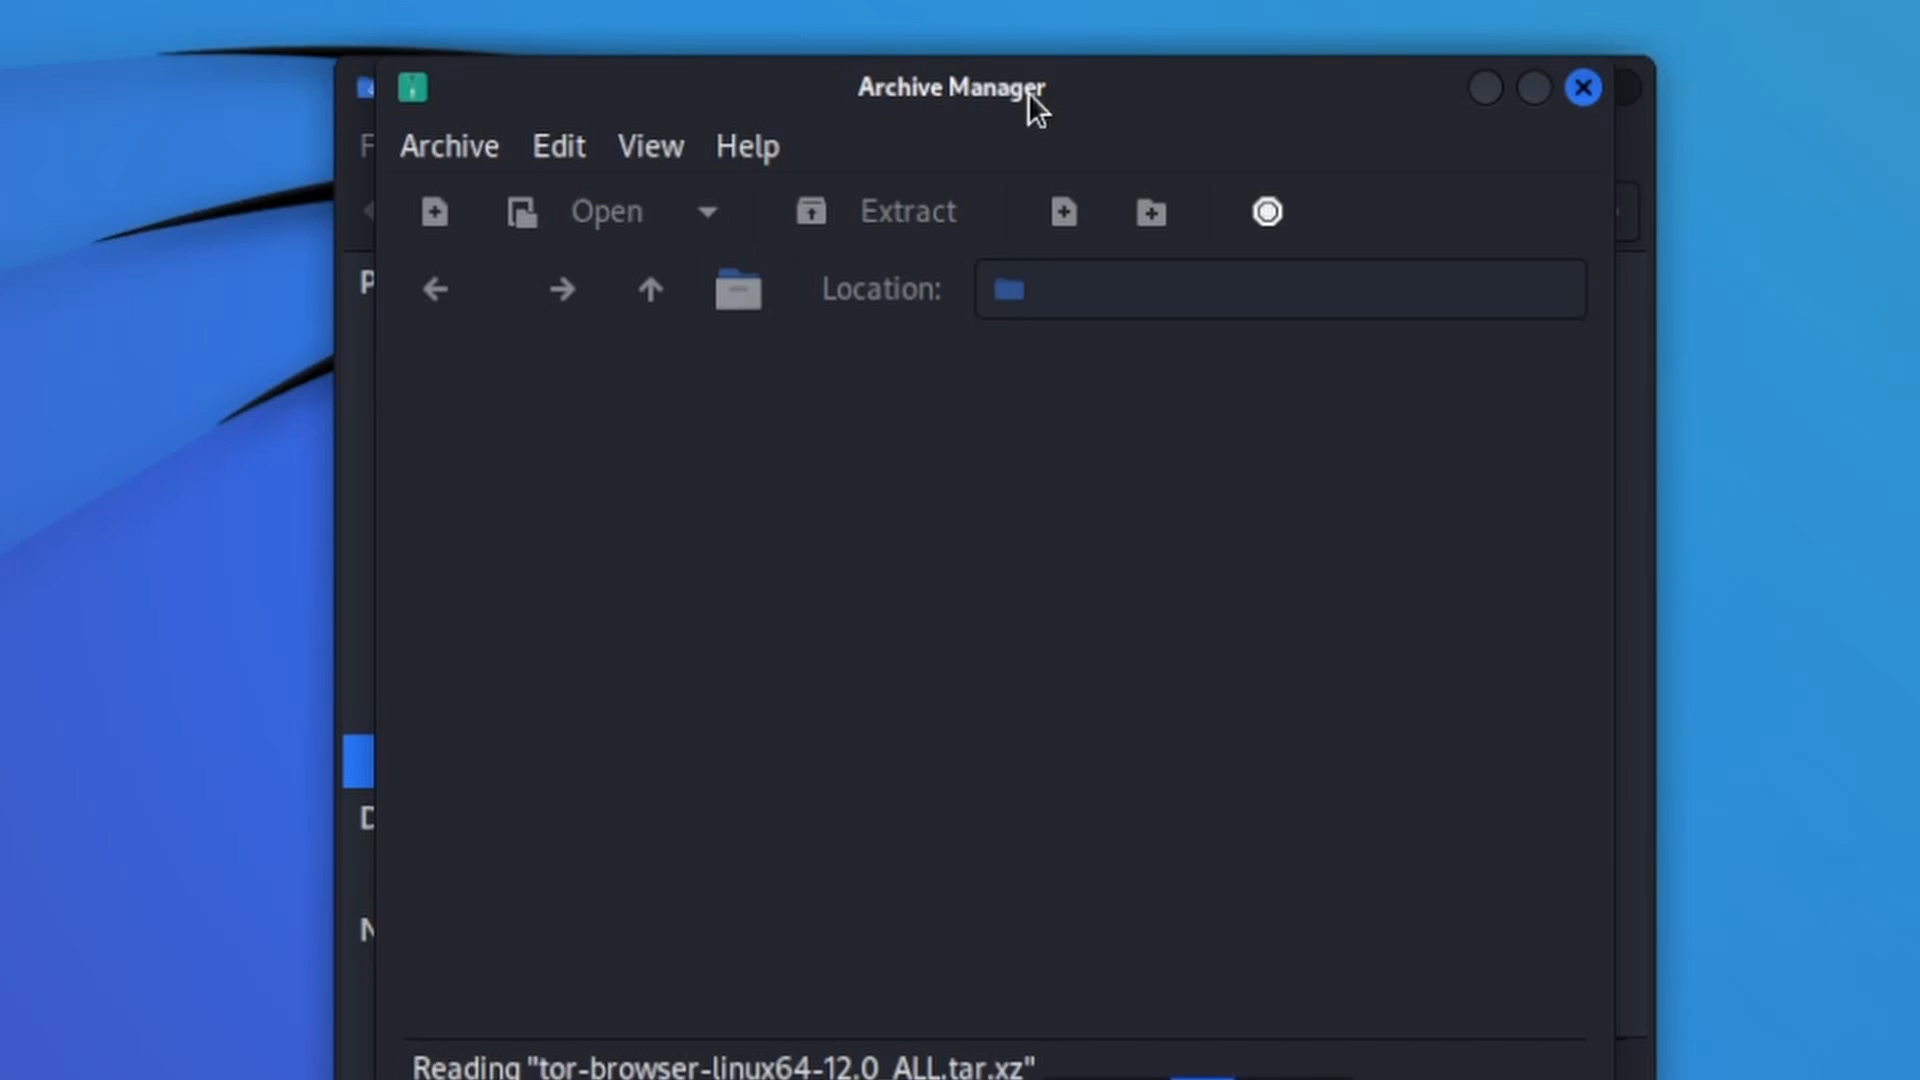 Archive Manager
Archive Edit View Help
F
Open Extract
Location:
P
D
N
Reading "tor-browser-linux64-12.0_ALL.tar.xz"